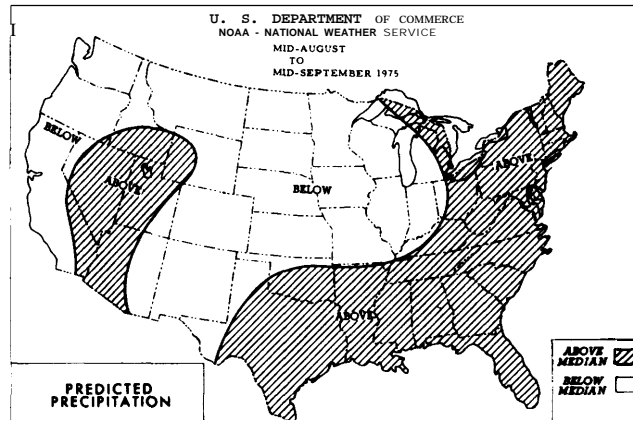 U. S. DEPARTMENT OF COMMERCE
NOAA - NATIONAL WEATHER SERVICE
MID-AUGUST
TO
MID-SEPTEMBER 1975
BELOW
ABOVE
BELOW
ABOVE
ABOVE
ABOVE
MEDIAN
BELOW
MEDIAN
PREDICTED
PRECIPITATION